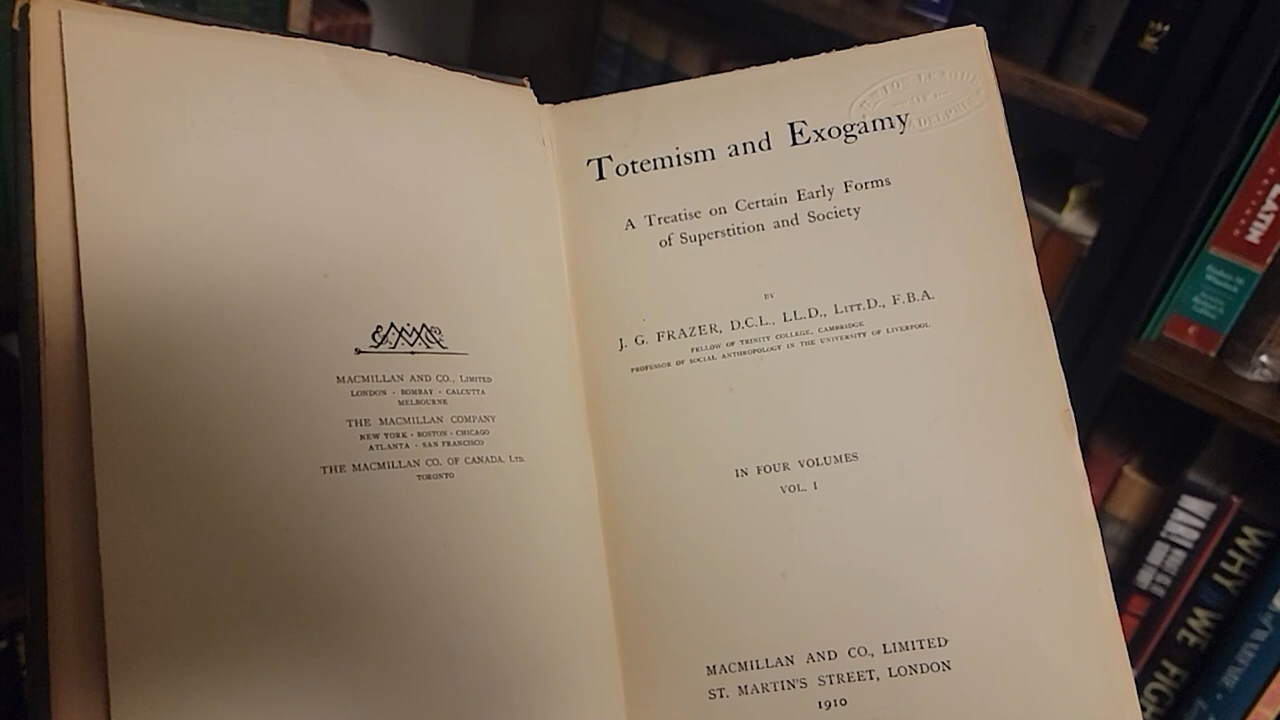 MACMILLAN AND CO., LIMITED
LONDON · BOMBAY · CALCUTTA
MELBOURNE
THE MACMILLAN COMPANY
NEW YORK · BOSTON · CHICAGO
ATLANTA · SAN FRANCISCO
THE MACMILLAN CO. OF CANADA, LTD.
TORONTO
Totemism and Exogamy
A Treatise on Certain Early Forms
of Superstition and Society
BY
J. G. FRAZER, D.C.L., LL.D., LITT.D., F.B.A.
FELLOW OF TRINITY COLLEGE, CAMBRIDGE
PROFESSOR OF SOCIAL ANTHROPOLOGY IN THE UNIVERSITY OF LIVERPOOL
IN FOUR VOLUMES
VOL. I
MACMILLAN AND CO., LIMITED
ST. MARTIN'S STREET, LONDON
1910
LATIN
WAR!
WHY WE FIGH